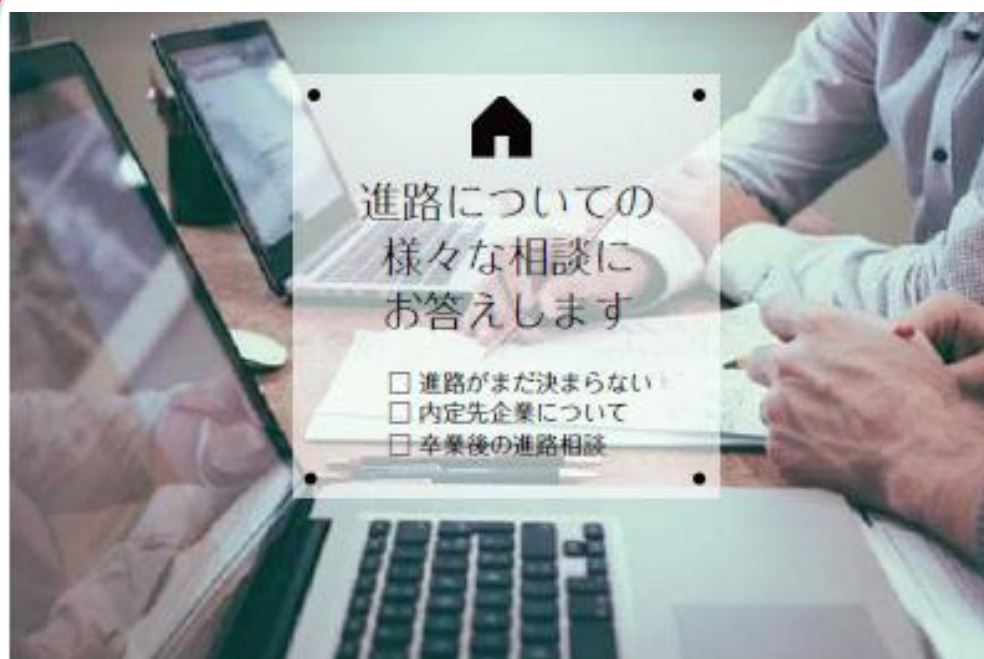 進路についての
様々な相談に
お答えします
□ 進路がまだ決まらない
□ 内定先企業について
□ 卒業後の進路相談